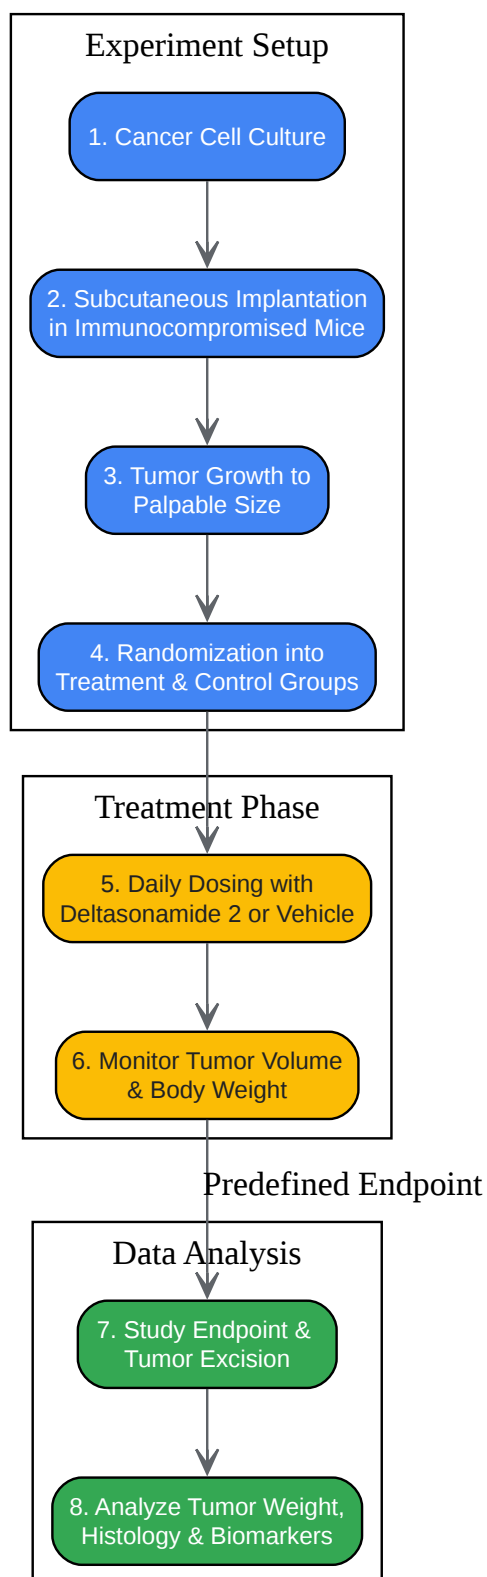 Experiment Setup
1. Cancer Cell Culture
2. Subcutaneous Implantation
in Immunocompromised Mice
3. Tumor Growth to
Palpable Size
4. Randomization into
Treatment & Control Groups
Treatment Phase
5. Daily Dosing with
Deltasonamide 2 or Vehicle
6. Monitor Tumor Volume
& Body Weight
Predefined Endpoint
Data Analysis
7. Study Endpoint &
Tumor Excision
8. Analyze Tumor Weight,
Histology & Biomarkers